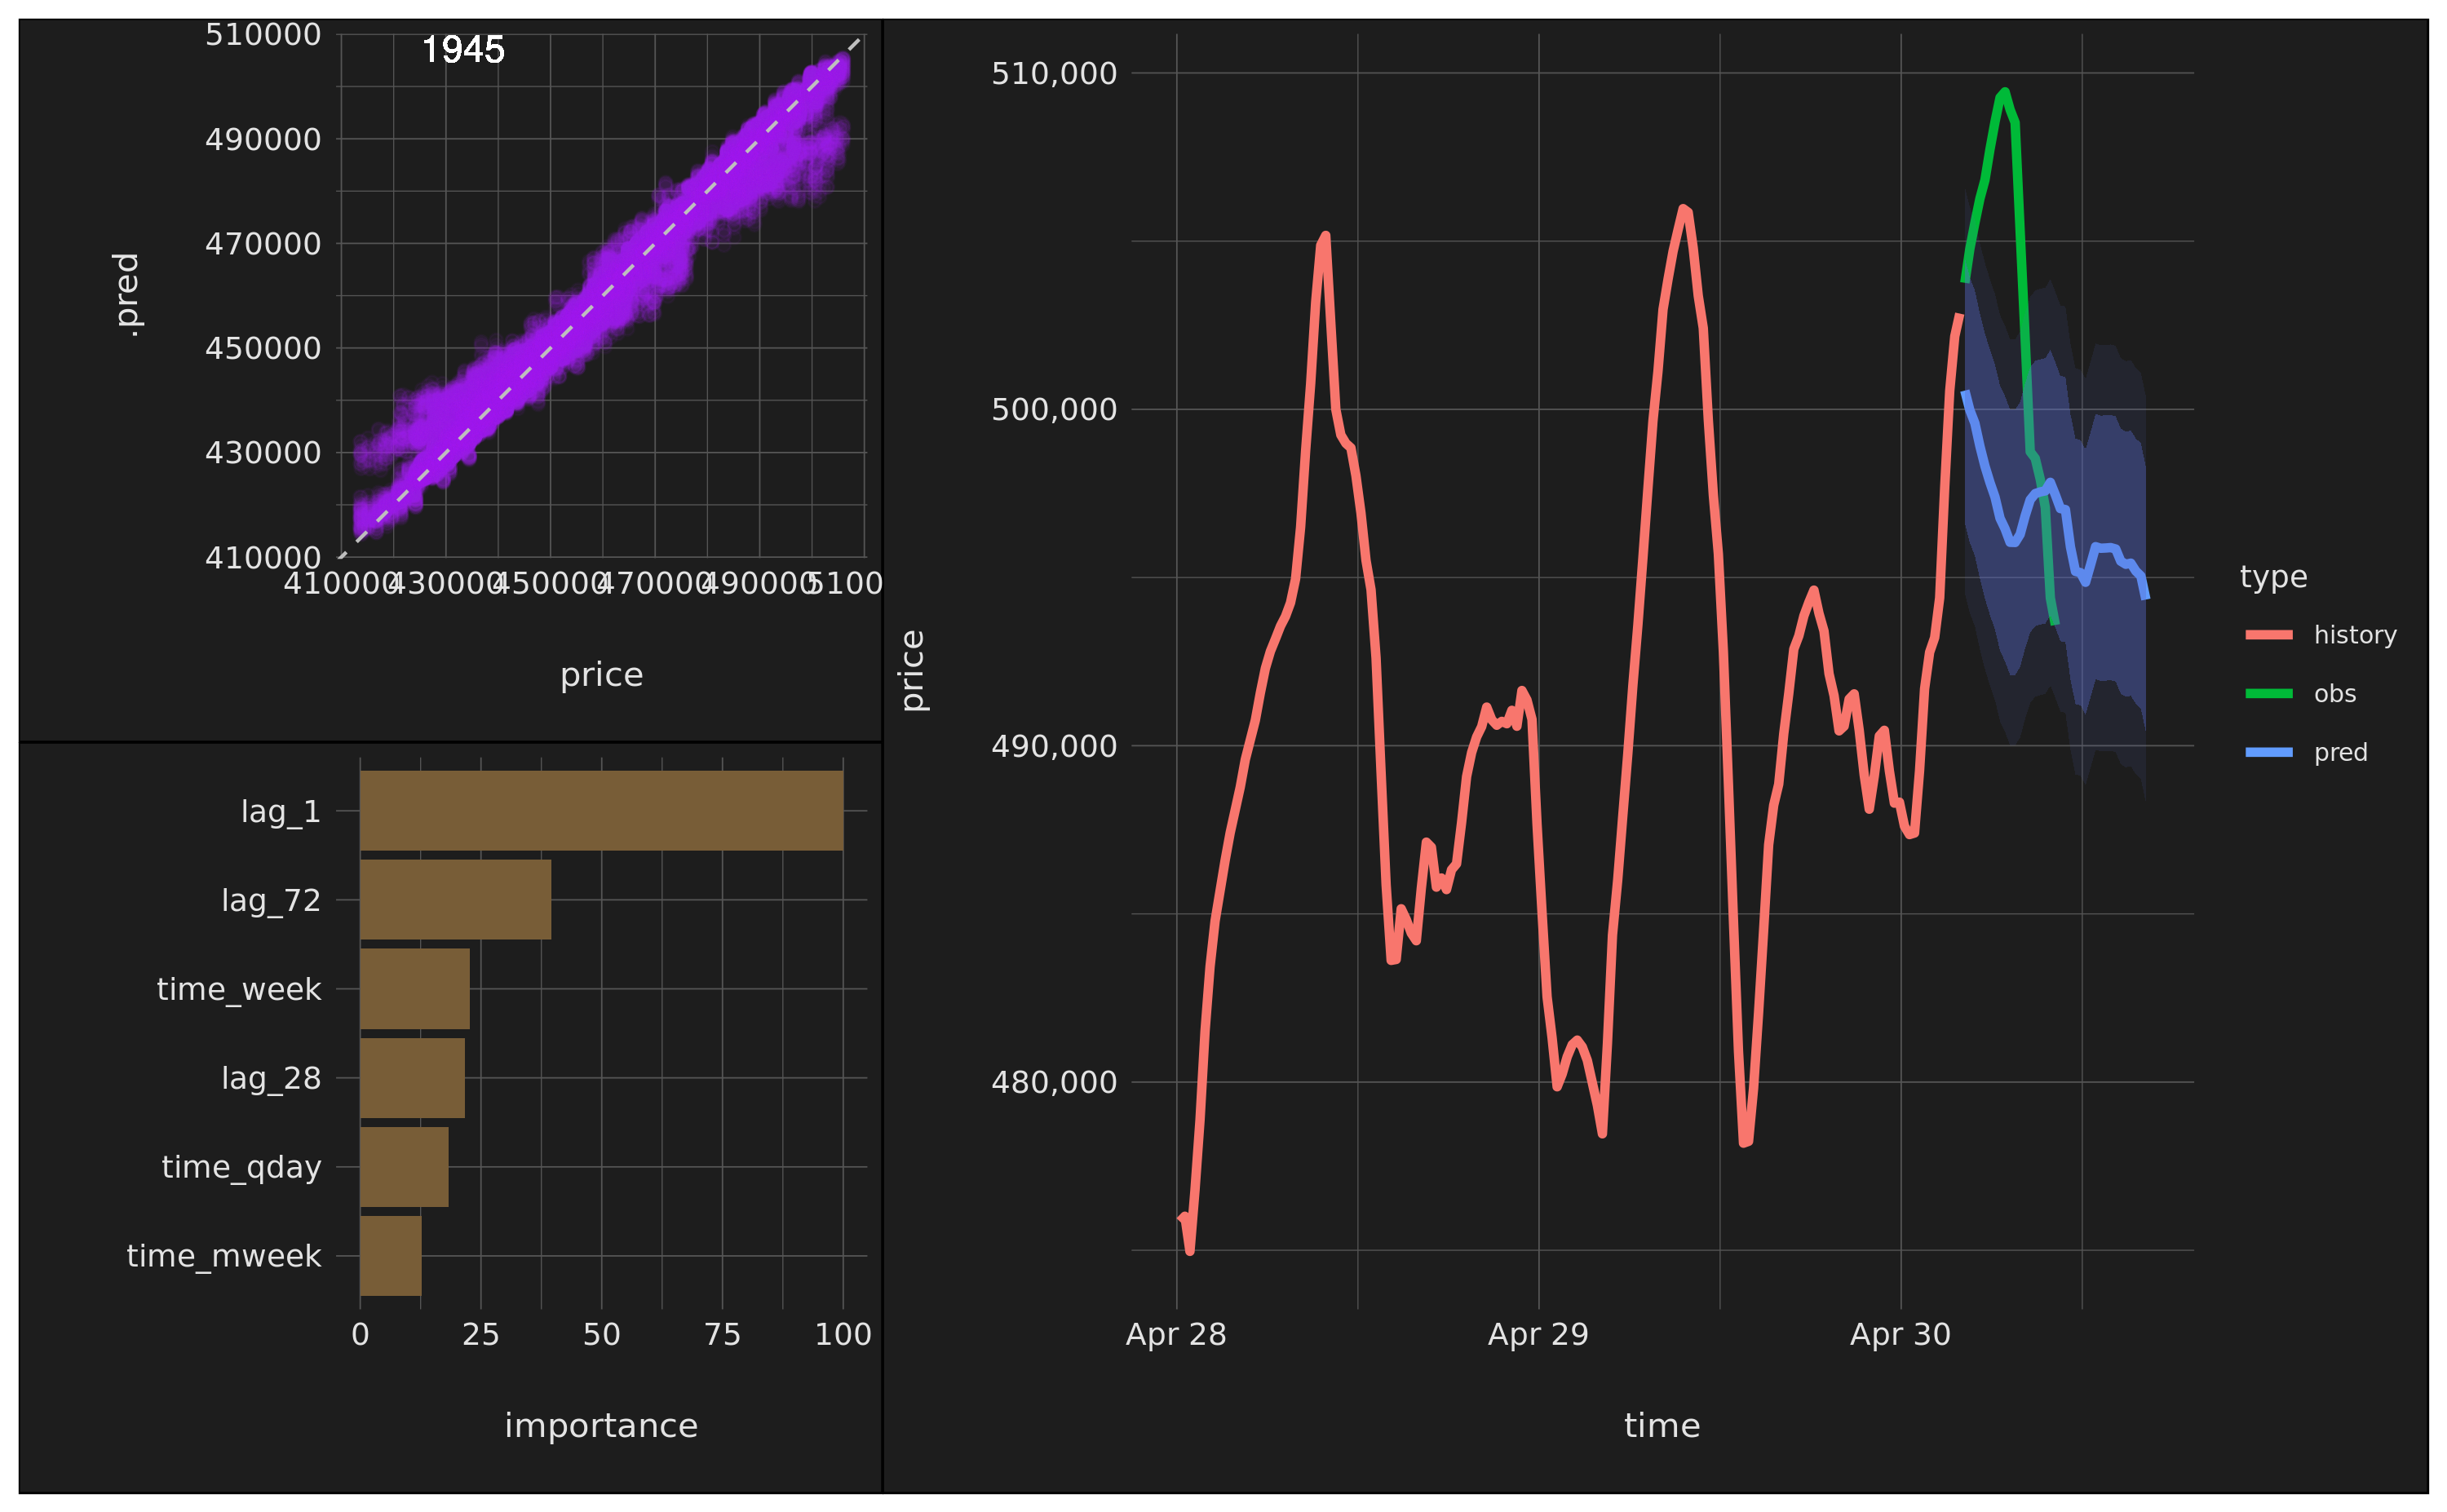 510000
1945
490000
470000
450000
430000
410000
.pred
410000 430000 450000 470000 490000 5100
price
lag_1
lag_72
time_week
lag_28
time_qday
time_mweek
0 25 50 75 100
importance
510,000
500,000
490,000
480,000
price
Apr 28 Apr 29 Apr 30
time
type
history
obs
pred